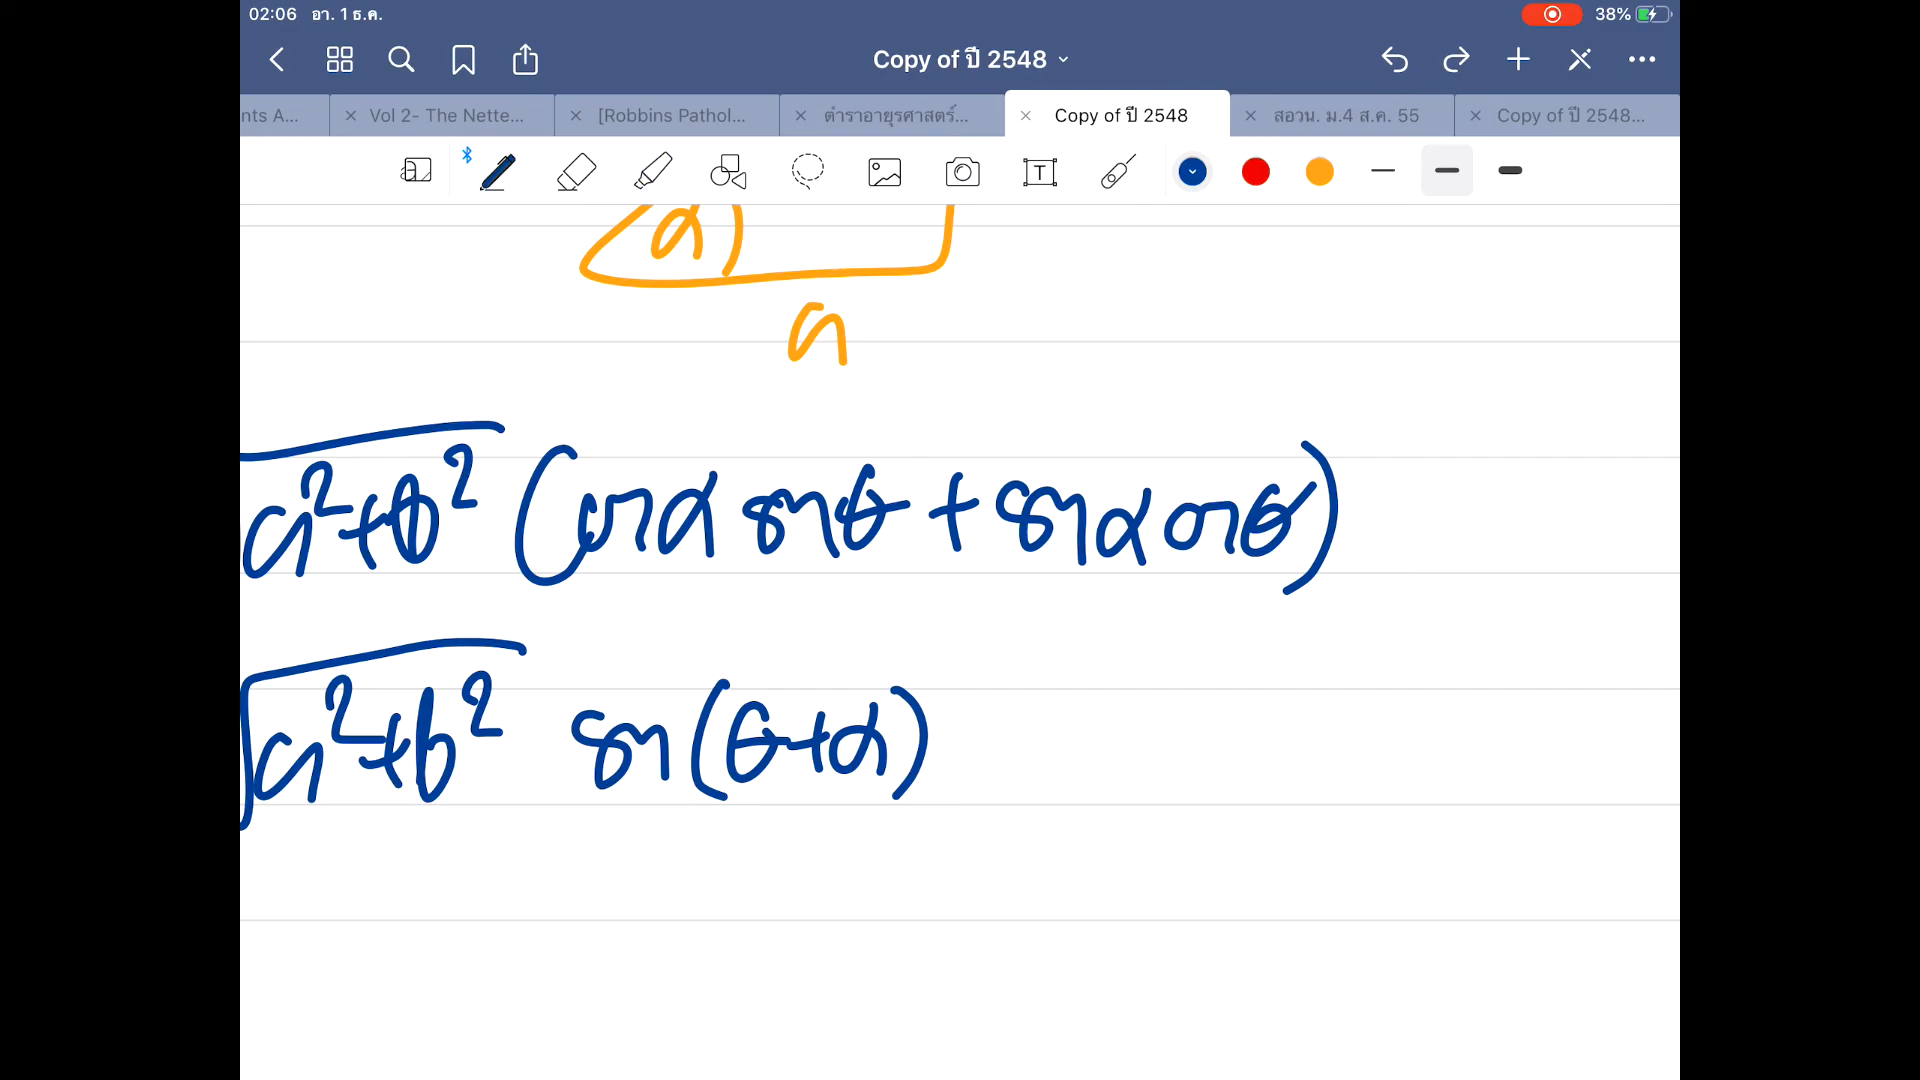 02:06 อา. 1 ธ.ค. 38%
Copy of ปี 2548
nts A... Vol 2- The Nette... [Robbins Pathol... ตำราอายุรศาสตร์... Copy of ปี 2548 สอวน. ม.4 ส.ค. 55 Copy of ปี 2548...
T
α
a
√a²+b² (cosα sinθ + sinα cosθ)
√a²+b² sin(θ+α)